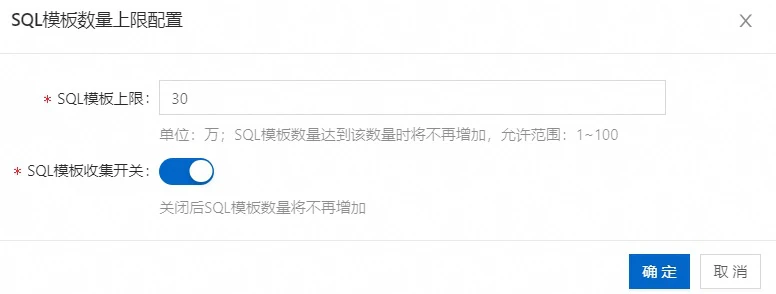 SQL模板数量上限配置
* SQL模板上限： 30
单位：万；SQL模板数量达到该数量时将不再增加，允许范围：1~100
* SQL模板收集开关：
关闭后SQL模板数量将不再增加
确 定 取 消